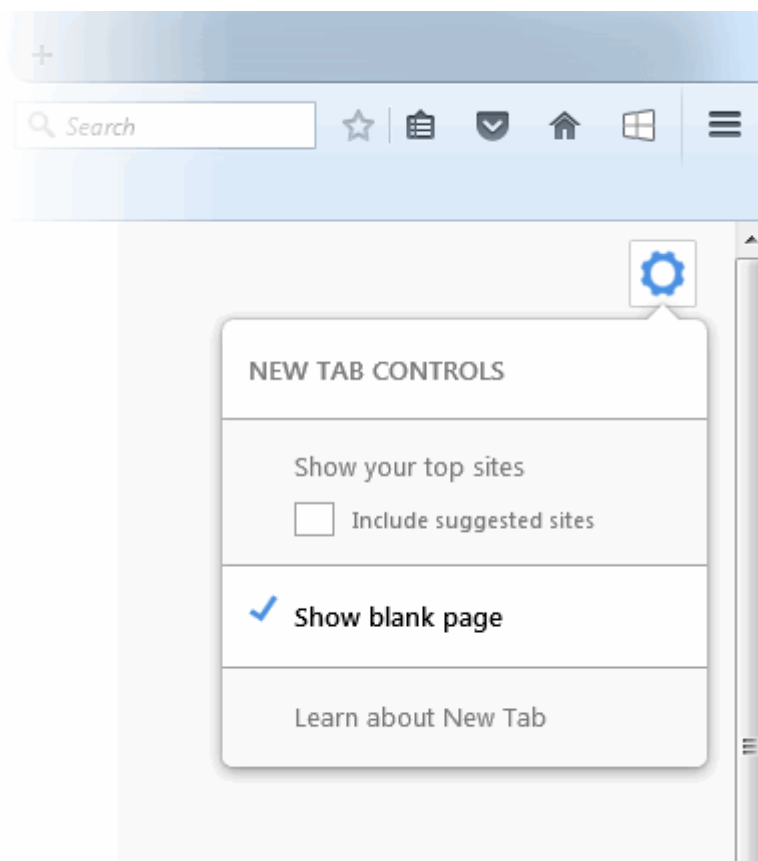 Search
NEW TAB CONTROLS
Show your top sites
Include suggested sites
Show blank page
Learn about New Tab